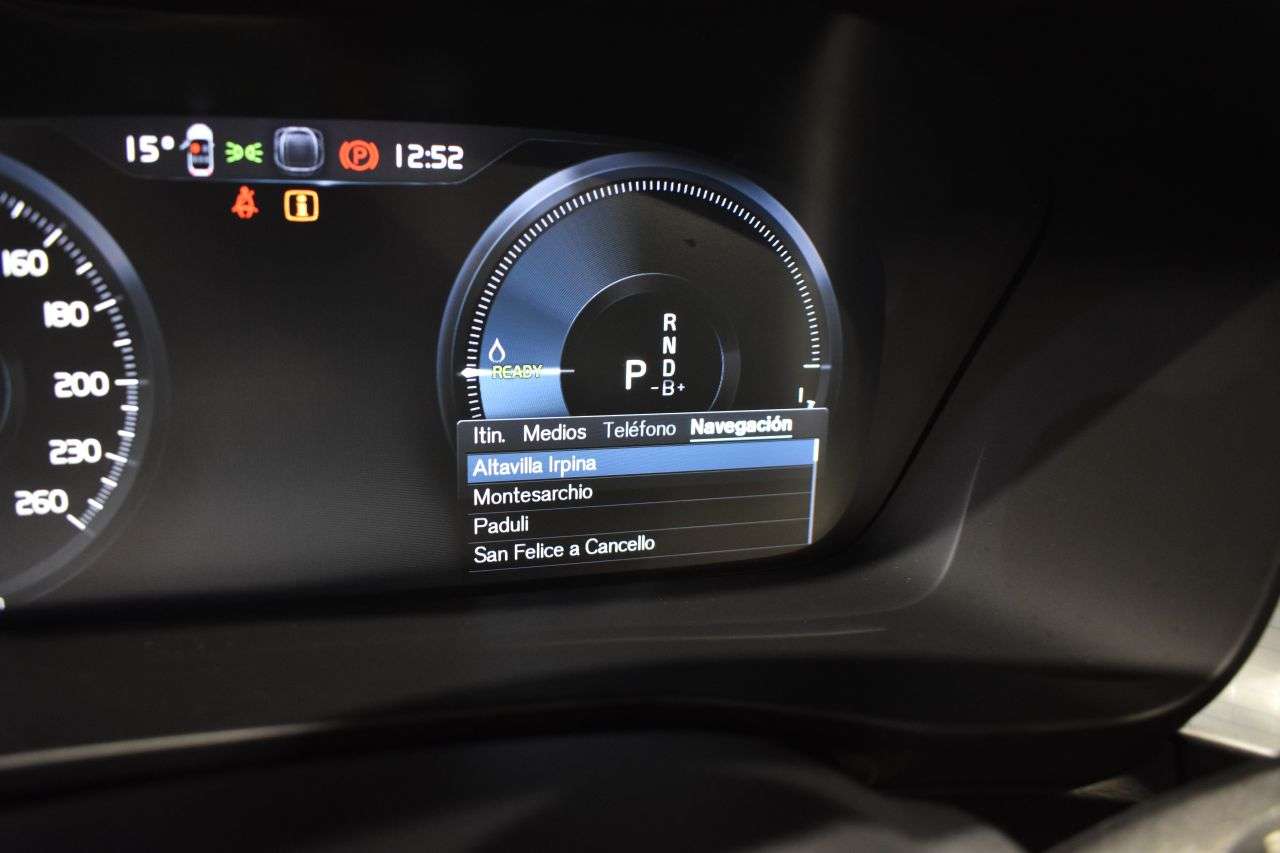 15° P 12:52
160
180
200
230
260
R
N
P D
-B+
READY
Itin. Medios Teléfono Navegación
Altavilla Irpina
Montesarchio
Paduli
San Felice a Cancello